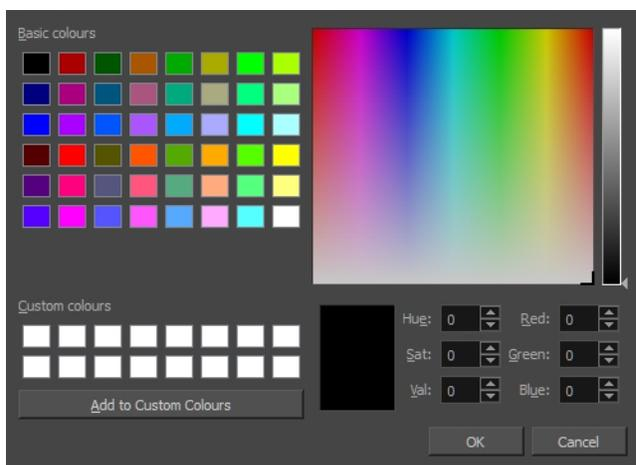 Basic colours
Custom colours
Add to Custom Colours
Hue: 0 Red: 0
Sat: 0 Green: 0
Val: 0 Blue: 0
OK Cancel